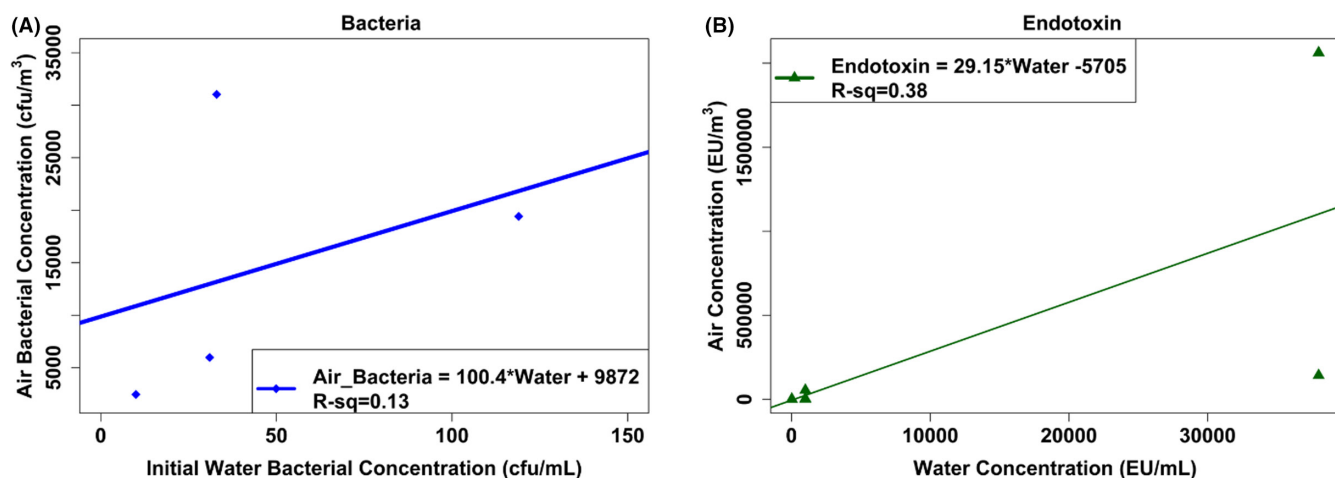 (A)
Bacteria
Air Bacterial Concentration (cfu/m³)
35000
25000
15000
5000
Air_Bacteria = 100.4*Water + 9872
R-sq=0.13
0 50 100 150
Initial Water Bacterial Concentration (cfu/mL)
(B)
Endotoxin
Air Concentration (EU/m³)
1500000
500000
0
Endotoxin = 29.15*Water -5705
R-sq=0.38
0 10000 20000 30000
Water Concentration (EU/mL)